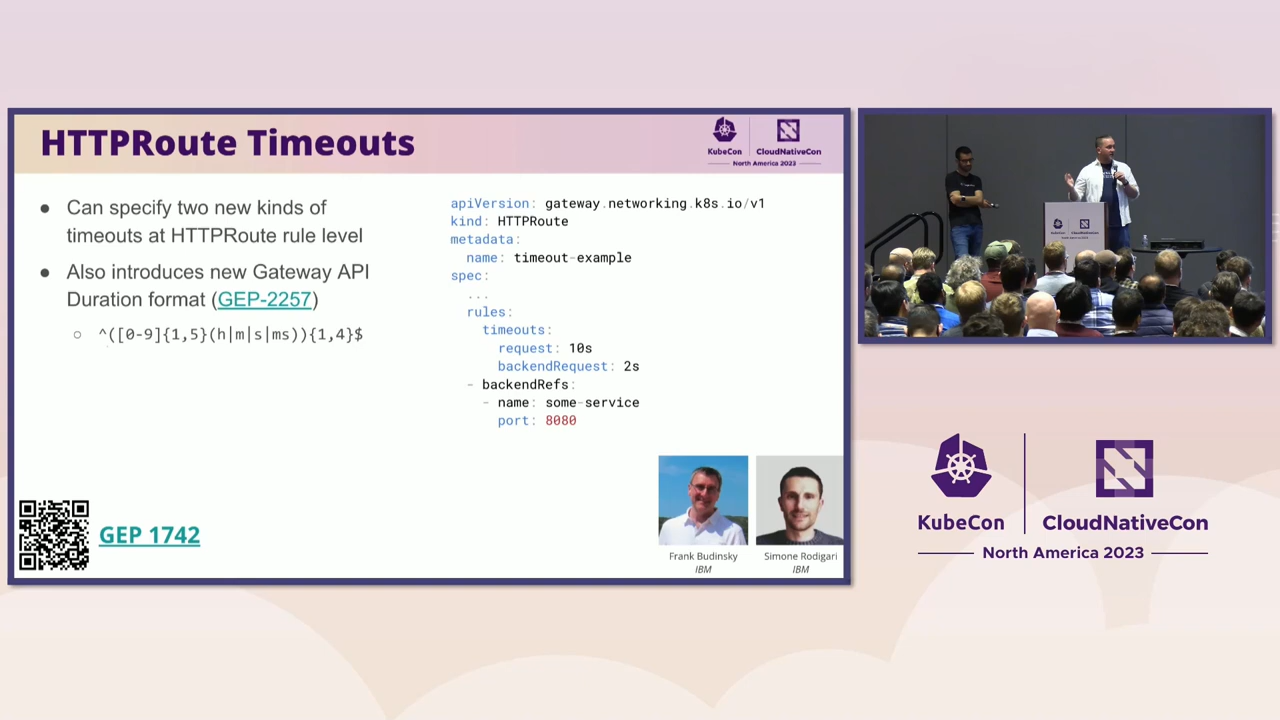 HTTPRoute Timeouts
KubeCon
CloudNativeCon
North America 2023
● Can specify two new kinds of
timeouts at HTTPRoute rule level
● Also introduces new Gateway API
Duration format (GEP-2257)
○ ^([0-9]{1,5}(h|m|s|ms)){1,4}$
apiVersion: gateway.networking.k8s.io/v1
kind: HTTPRoute
metadata:
  name: timeout-example
spec:
  ...
  rules:
    timeouts:
      request: 10s
      backendRequest: 2s
  - backendRefs:
    - name: some-service
      port: 8080
GEP 1742
Frank Budinsky
IBM
Simone Rodigari
IBM
KubeCon
CloudNativeCon
North America 2023